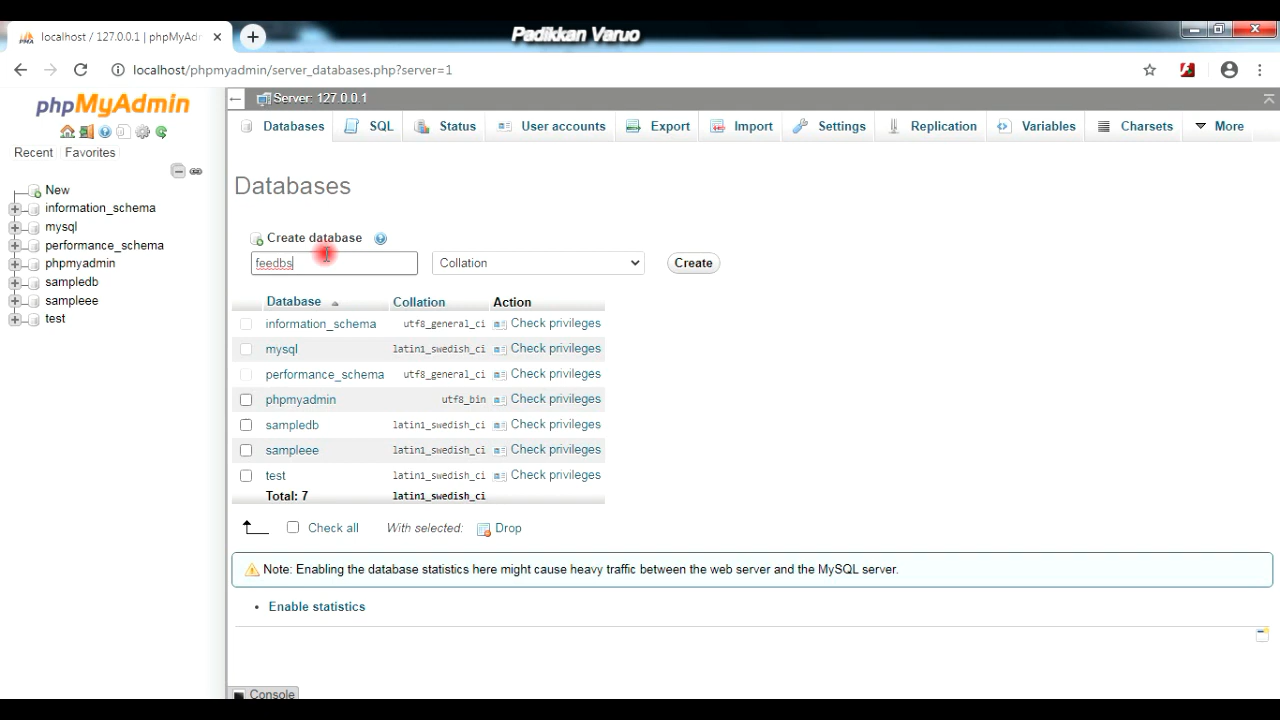 Padikkan Varuo
localhost / 127.0.0.1 | phpMyAdr
localhost/phpmyadmin/server_databases.php?server=1
phpMyAdmin
Recent Favorites
New
information_schema
mysql
performance_schema
phpmyadmin
sampledb
sampleee
test
Server: 127.0.0.1
Databases SQL Status User accounts Export Import Settings Replication Variables Charsets More
Databases
Create database
feedbs Collation Create
Database Collation Action
information_schema utf8_general_ci Check privileges
mysql latin1_swedish_ci Check privileges
performance_schema utf8_general_ci Check privileges
phpmyadmin utf8_bin Check privileges
sampledb latin1_swedish_ci Check privileges
sampleee latin1_swedish_ci Check privileges
test latin1_swedish_ci Check privileges
Total: 7 latin1_swedish_ci
Check all With selected: Drop
Note: Enabling the database statistics here might cause heavy traffic between the web server and the MySQL server.
• Enable statistics
Console